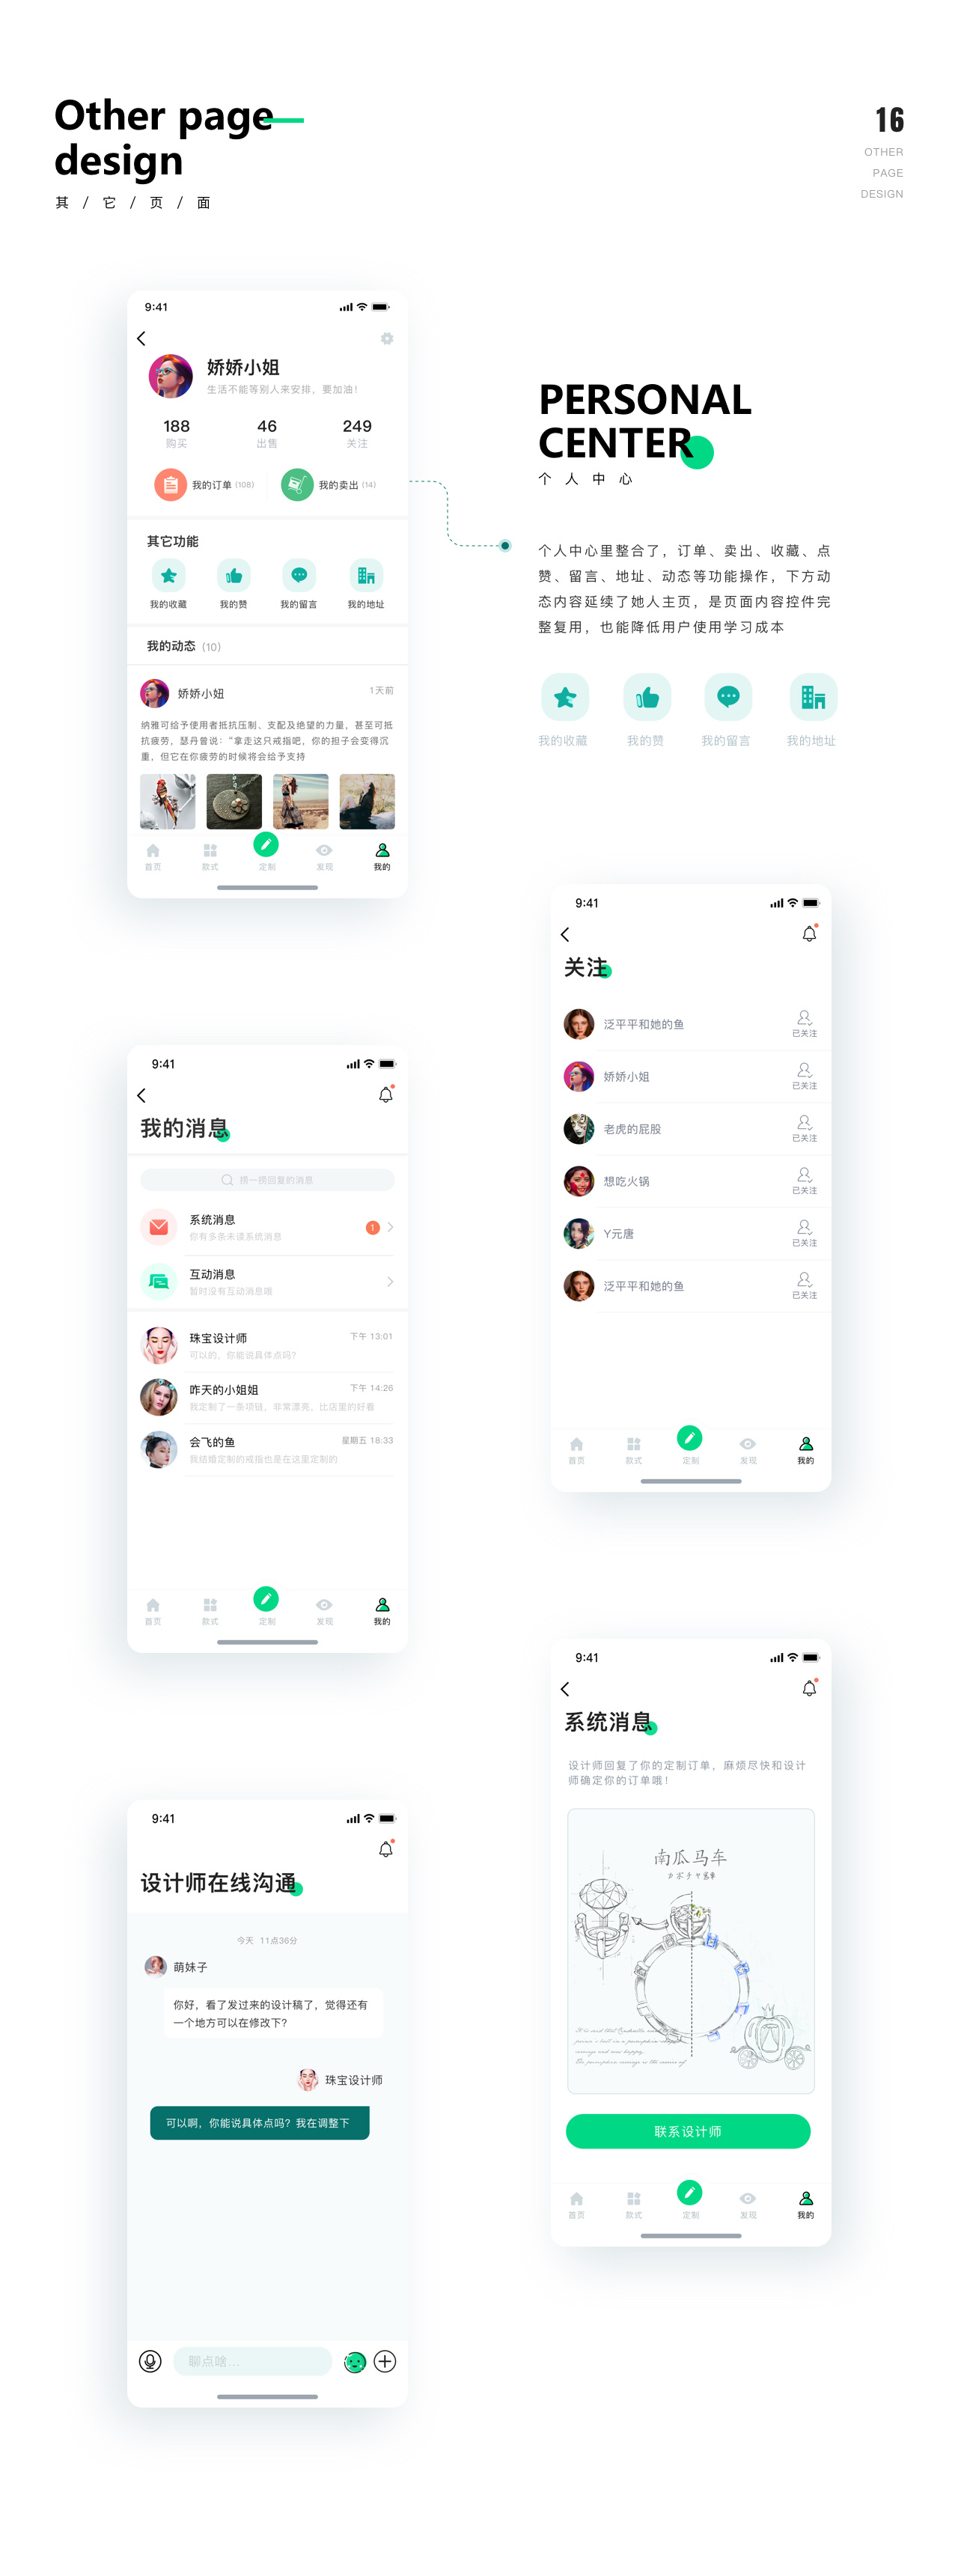 Other page
design
其 / 它 / 页 / 面
16
OTHER
PAGE
DESIGN
9:41
娇娇小姐
生活不能等别人来安排，要加油！
188 46 249
购买 出售 关注
我的订单 (108) 我的卖出 (14)
其它功能
我的收藏 我的赞 我的留言 我的地址
我的动态 (10)
娇娇小妞 1天前
纳雅可给予使用者抵抗压制、支配及绝望的力量，甚至可抵
抗疲劳，瑟丹曾说：“拿走这只戒指吧，你的担子会变得沉
重，但它在你疲劳的时候将会给予支持
首页 款式 定制 发现 我的
PERSONAL
CENTER
个 人 中 心
个人中心里整合了，订单、卖出、收藏、点
赞、留言、地址、动态等功能操作，下方动
态内容延续了她人主页，是页面内容控件完
整复用，也能降低用户使用学习成本
我的收藏 我的赞 我的留言 我的地址
9:41
关注
泛平平和她的鱼 已关注
娇娇小姐 已关注
老虎的屁股 已关注
想吃火锅 已关注
Y元唐 已关注
泛平平和她的鱼 已关注
首页 款式 定制 发现 我的
9:41
我的消息
捞一捞回复的消息
系统消息 1
你有多条未读系统消息
互动消息
暂时没有互动消息哦
珠宝设计师 下午 13:01
可以的，你能说具体点吗？
咋天的小姐姐 下午 14:26
我定制了一条项链，非常漂亮，比店里的好看
会飞的鱼 星期五 18:33
我结婚定制的戒指也是在这里定制的
首页 款式 定制 发现 我的
9:41
系统消息
设计师回复了你的定制订单，麻烦尽快和设计
师确定你的订单哦！
南瓜马车
联系设计师
首页 款式 定制 发现 我的
9:41
设计师在线沟通
今天 11点36分
萌妹子
你好，看了发过来的设计稿了，觉得还有
一个地方可以在修改下？
珠宝设计师
可以啊，你能说具体点吗？我在调整下
聊点啥...